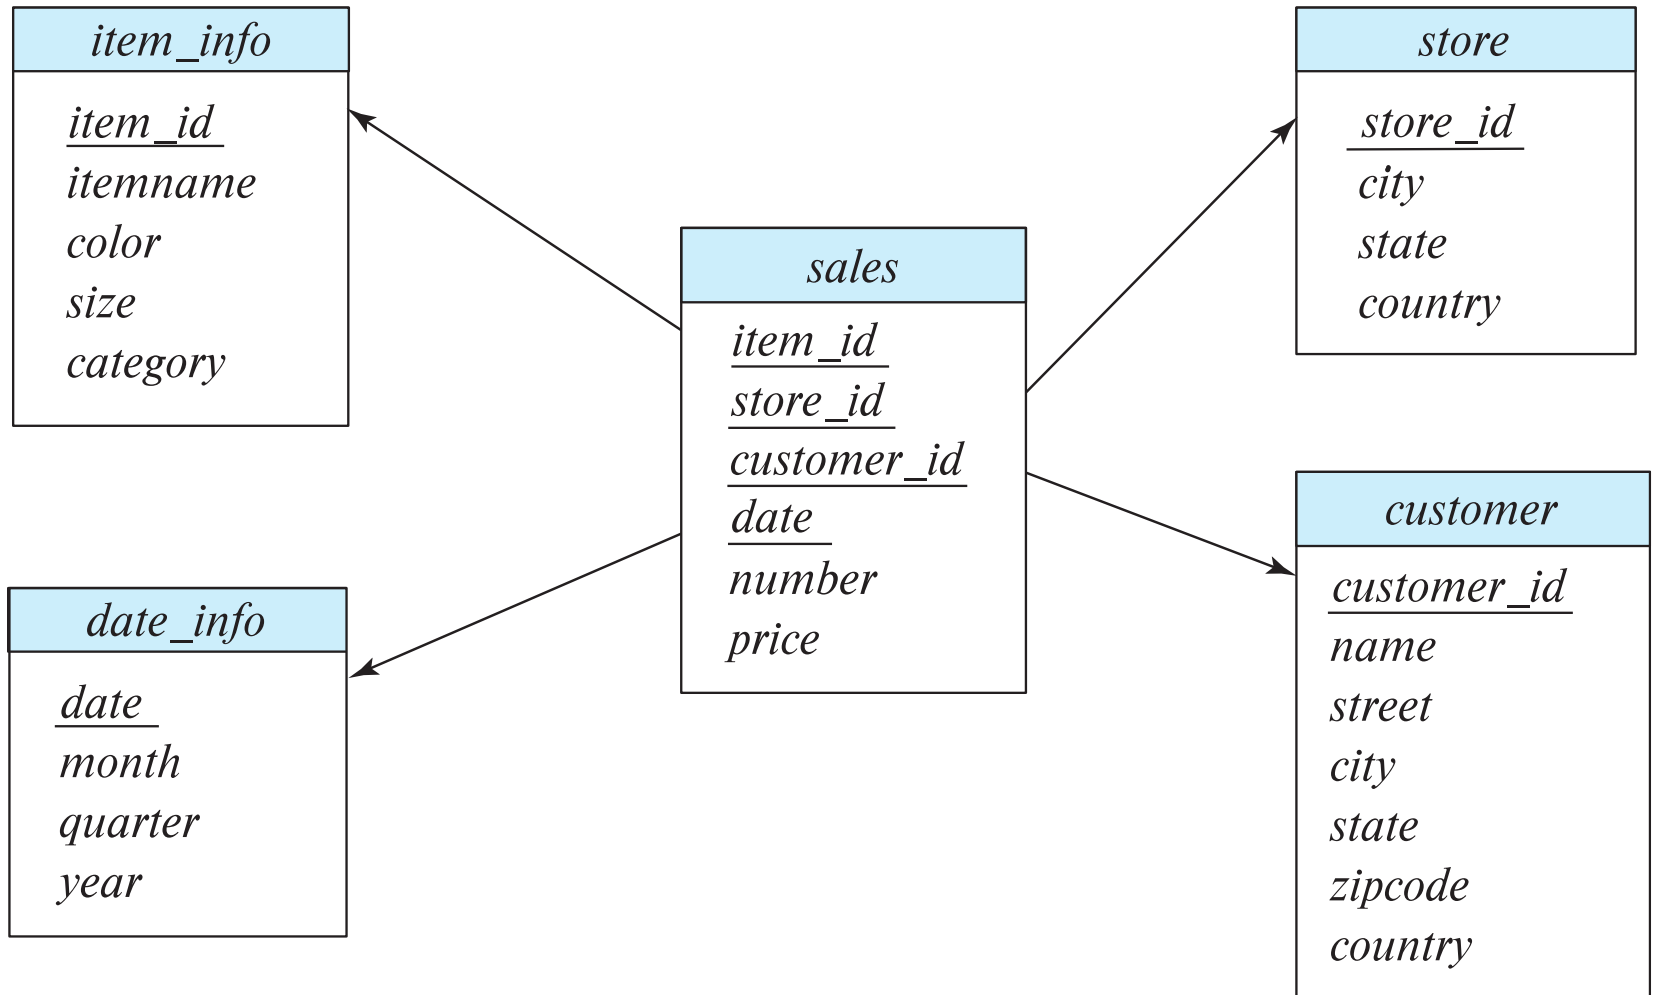 item_info
item_id
itemname
color
size
category
store
store_id
city
state
country
sales
item_id
store_id
customer_id
date
number
price
date_info
date
month
quarter
year
customer
customer_id
name
street
city
state
zipcode
country